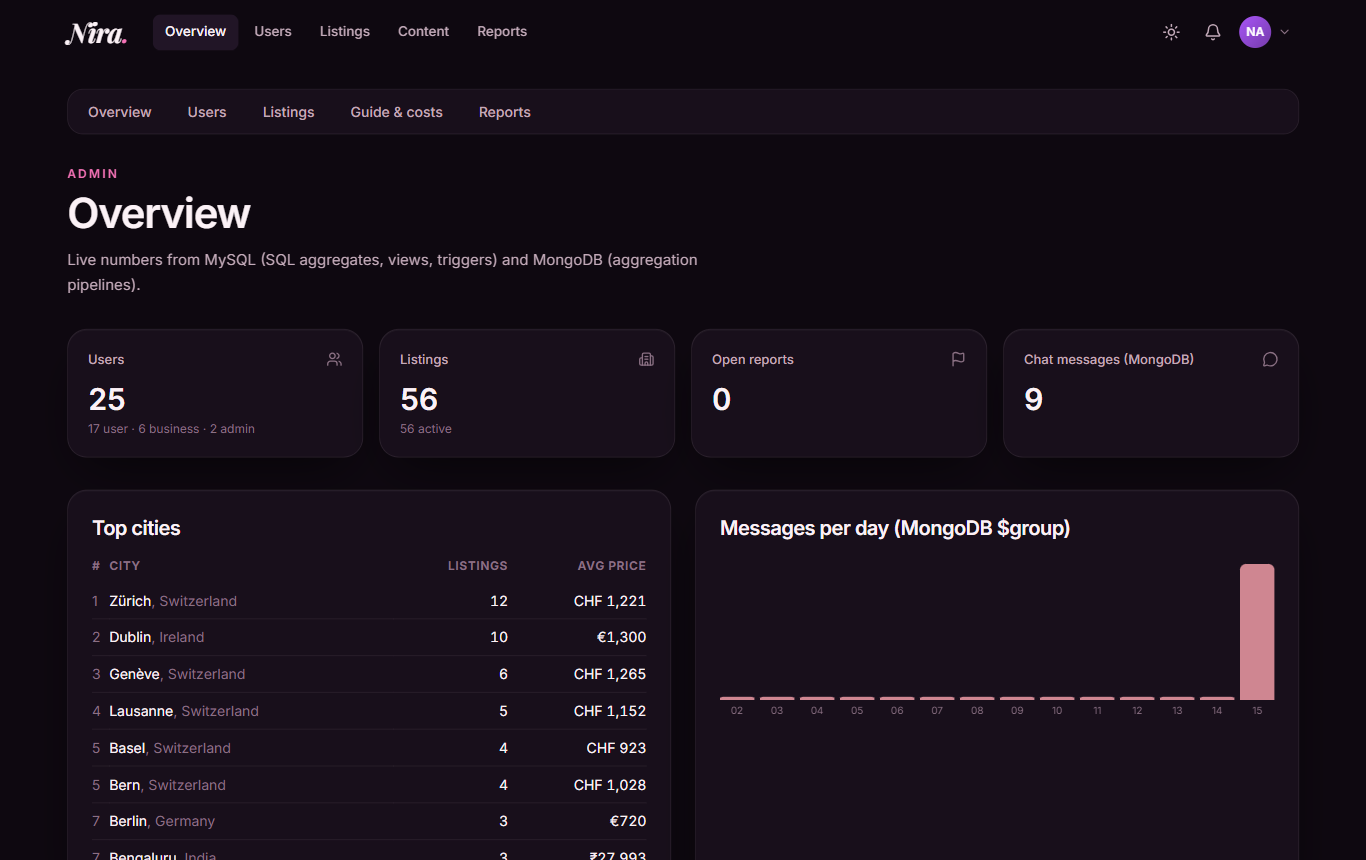 Nira.
Overview
Users
Listings
Content
Reports
NA
Overview
Users
Listings
Guide & costs
Reports
ADMIN
Overview
Live numbers from MySQL (SQL aggregates, views, triggers) and MongoDB (aggregation
pipelines).
Users
25
17 user · 6 business · 2 admin
Listings
56
56 active
Open reports
0
Chat messages (MongoDB)
9
Top cities
# CITY LISTINGS AVG PRICE
1 Zürich, Switzerland 12 CHF 1,221
2 Dublin, Ireland 10 €1,300
3 Genève, Switzerland 6 CHF 1,265
4 Lausanne, Switzerland 5 CHF 1,152
5 Basel, Switzerland 4 CHF 923
5 Bern, Switzerland 4 CHF 1,028
7 Berlin, Germany 3 €720
7 Bengaluru, India 3 ₹27,993
Messages per day (MongoDB $group)
02 03 04 05 06 07 08 09 10 11 12 13 14 15